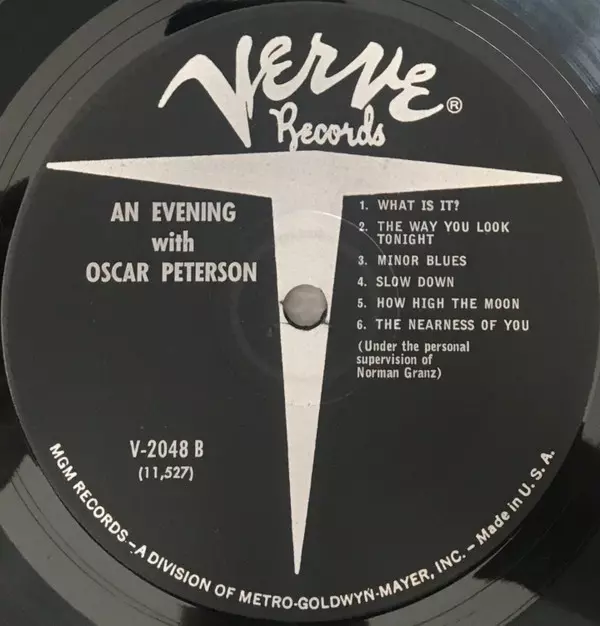 VERVE®
Records
AN EVENING
with
OSCAR PETERSON
1. WHAT IS IT?
2. THE WAY YOU LOOK
TONIGHT
3. MINOR BLUES
4. SLOW DOWN
5. HOW HIGH THE MOON
6. THE NEARNESS OF YOU
(Under the personal
supervision of
Norman Granz)
V-2048 B
(11,527)
MGM RECORDS – A DIVISION OF METRO-GOLDWYN-MAYER, INC. – Made in U. S. A.